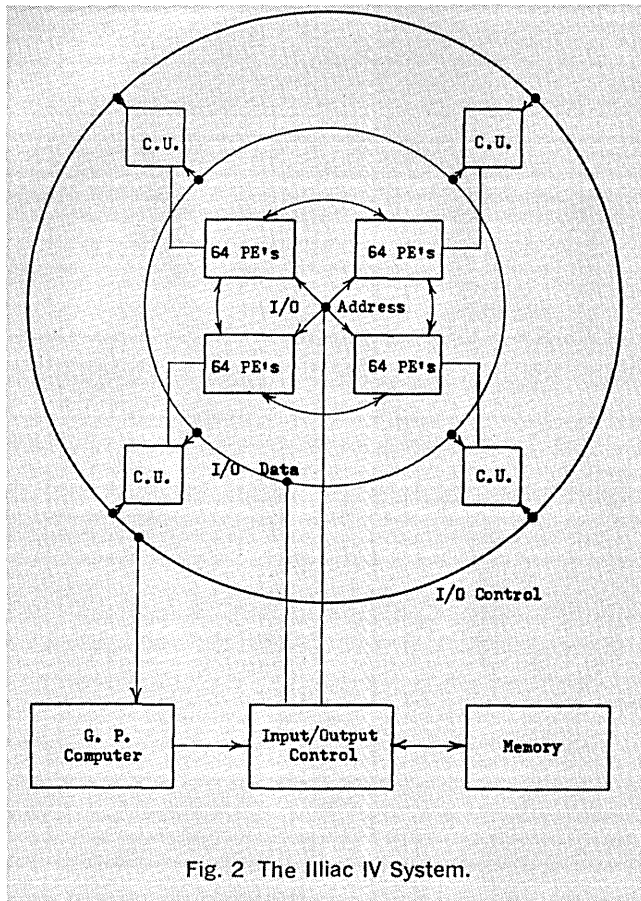 C.U.
C.U.
64 PE's
64 PE's
I/O Address
64 PE's
64 PE's
C.U.
I/O Data
C.U.
I/O Control
G. P.
Computer
Input/Output
Control
Memory
Fig. 2 The Illiac IV System.